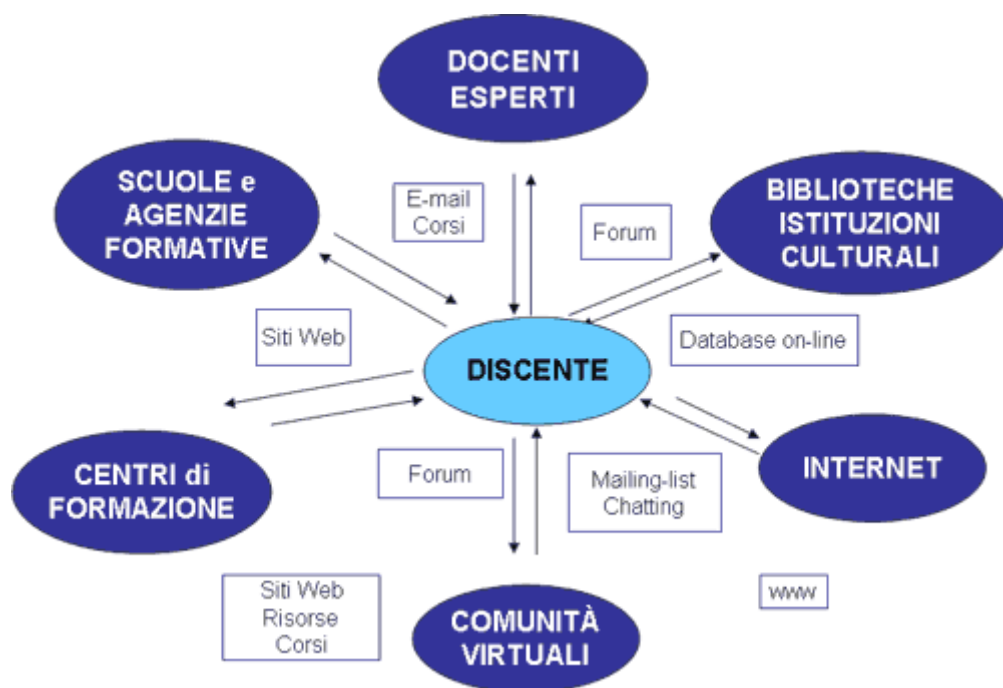 DOCENTI
ESPERTI
SCUOLE e
AGENZIE
FORMATIVE
E-mail
Corsi
Forum
BIBLIOTECHE
ISTITUZIONI
CULTURALI
Siti Web
DISCENTE
Database on-line
CENTRI di
FORMAZIONE
Forum
Mailing-list
Chatting
INTERNET
Siti Web
Risorse
Corsi
COMUNITÀ
VIRTUALI
www